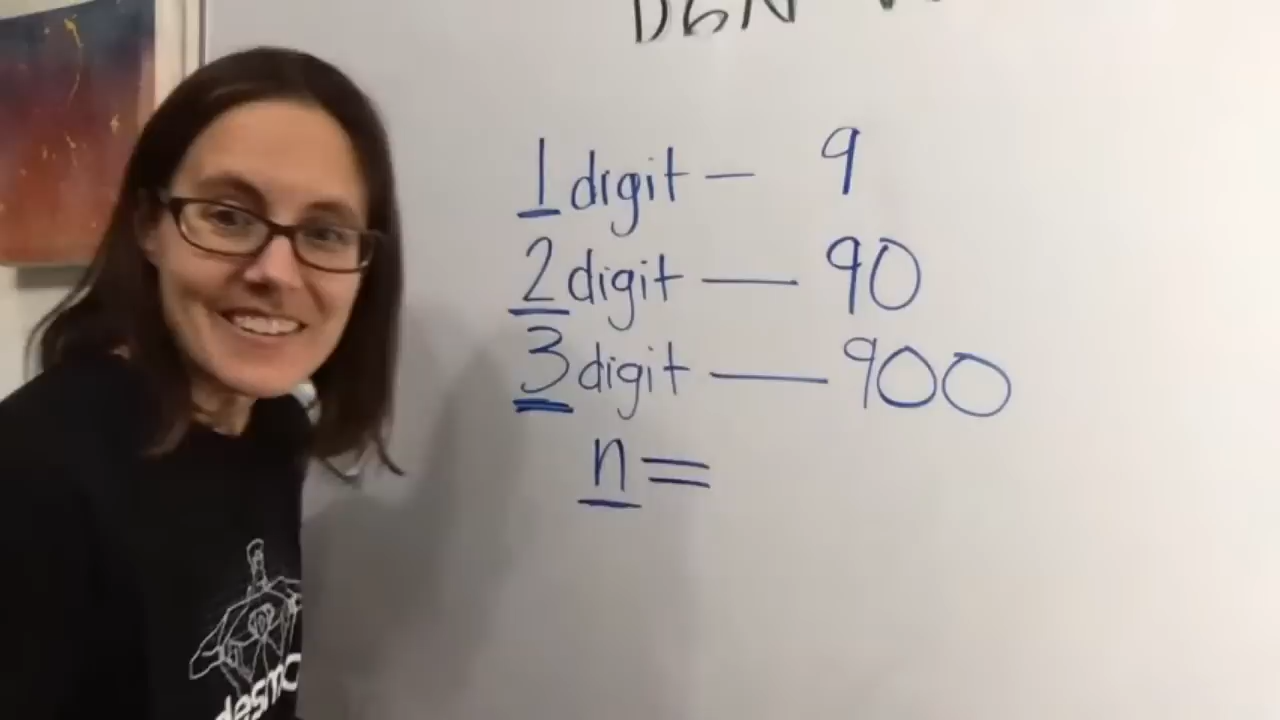 1 digit — 9
2 digit — 90
3 digit — 900
n =